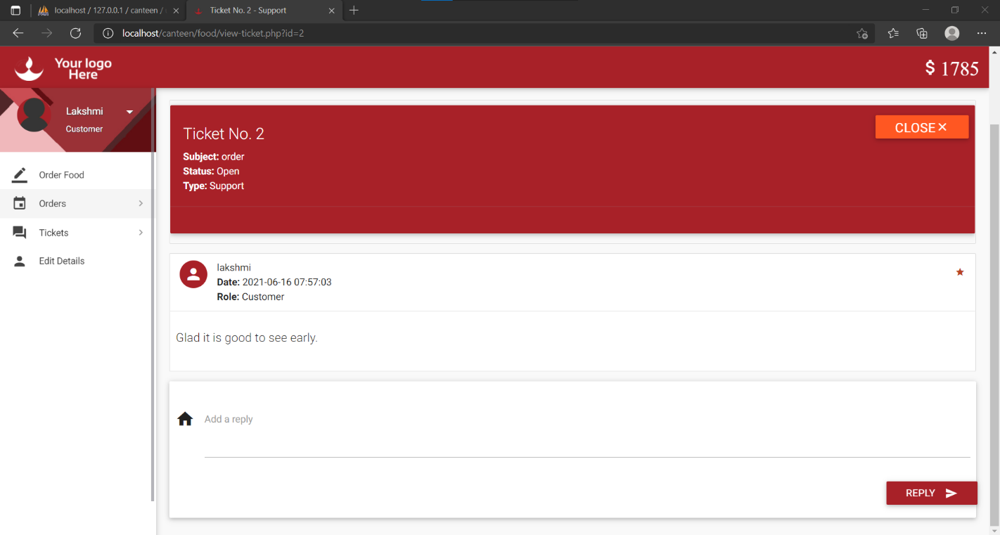 localhost / 127.0.0.1 / canteen /
Ticket No. 2 - Support
localhost/canteen/food/view-ticket.php?id=2
Your logo
Here
$ 1785
Lakshmi
Customer
Order Food
Orders
Tickets
Edit Details
Ticket No. 2
CLOSE
Subject: order
Status: Open
Type: Support
lakshmi
Date: 2021-06-16 07:57:03
Role: Customer
Glad it is good to see early.
Add a reply
REPLY